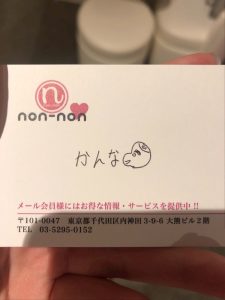 n
non-non
かんな
メール会員様にはお得な情報・サービスを提供中!!
〒101-0047 東京都千代田区内神田3-9-6 大熊ビル2階
TEL 03-5295-0152